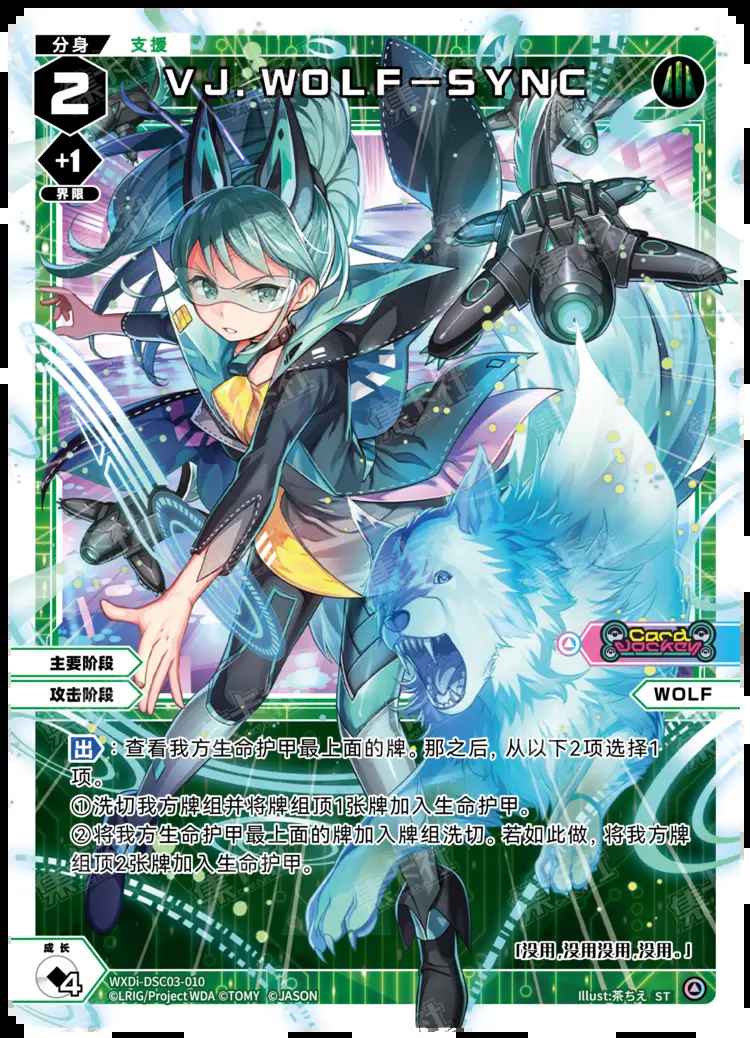 分身 支援
2
VJ.WOLF-SYNC
+1
界限
Card
Jockey
主要阶段
攻击阶段
WOLF
出：查看我方生命护甲最上面的牌。那之后，从以下2项选择1
项。
①洗切我方牌组并将牌组顶1张牌加入生命护甲。
②将我方生命护甲最上面的牌加入牌组洗切。若如此做，将我方牌
组顶2张牌加入生命护甲。
「没用，没用没用，没用。」
成长
4
WXDi-DSC03-010
©LRIG/Project WDA ©TOMY ©JASON
Illust:茶ちえ ST